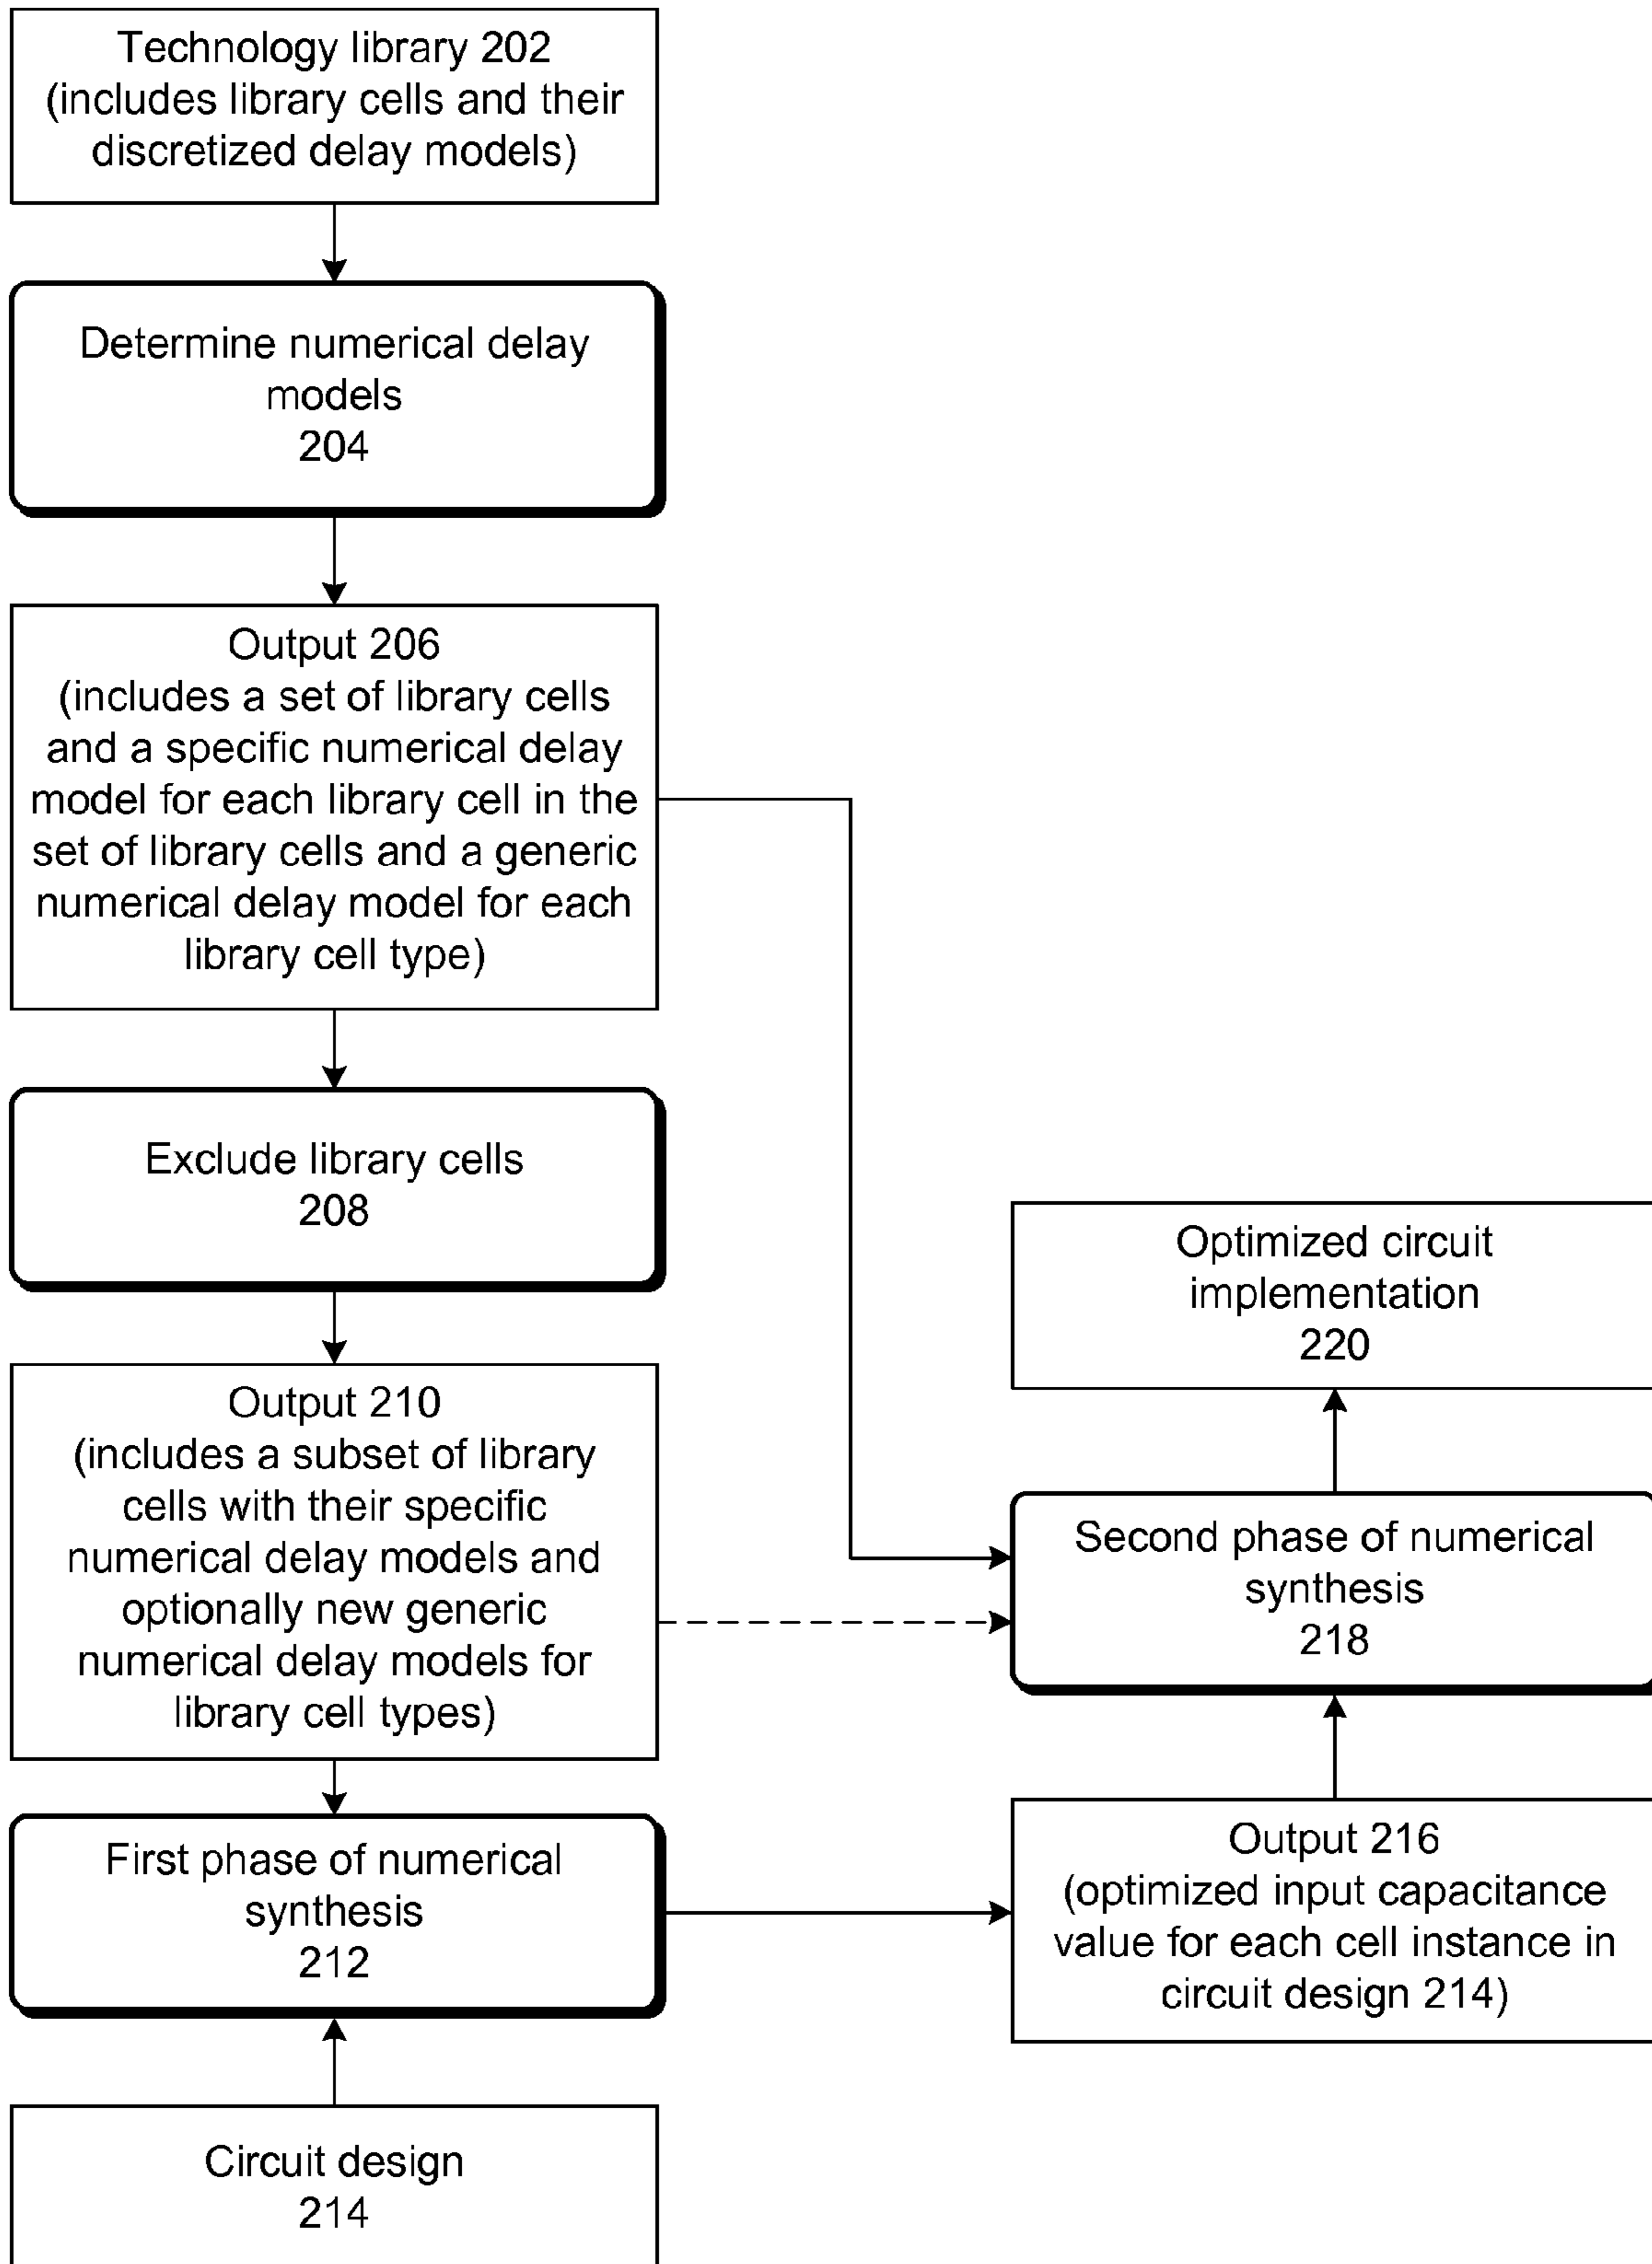 Technology library 202
(includes library cells and their
discretized delay models)
Determine numerical delay
models
204
Output 206
(includes a set of library cells
and a specific numerical delay
model for each library cell in the
set of library cells and a generic
numerical delay model for each
library cell type)
Exclude library cells
208
Output 210
(includes a subset of library
cells with their specific
numerical delay models and
optionally new generic
numerical delay models for
library cell types)
First phase of numerical
synthesis
212
Circuit design
214
Optimized circuit
implementation
220
Second phase of numerical
synthesis
218
Output 216
(optimized input capacitance
value for each cell instance in
circuit design 214)